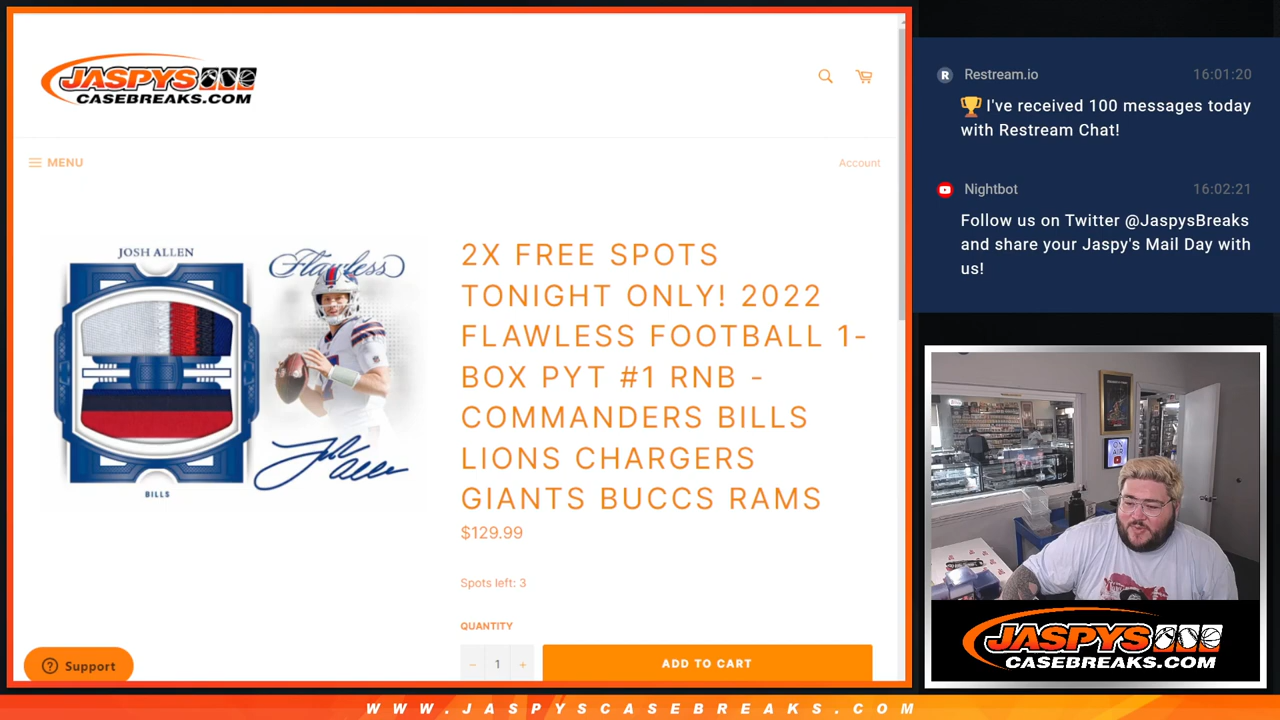 JASPYS
CASEBREAKS.COM
MENU
Account
JOSH ALLEN
Flawless
BILLS
2X FREE SPOTS
TONIGHT ONLY! 2022
FLAWLESS FOOTBALL 1-
BOX PYT #1 RNB -
COMMANDERS BILLS
LIONS CHARGERS
GIANTS BUCCS RAMS
$129.99
Spots left: 3
QUANTITY
− 1 +
ADD TO CART
Support
R Restream.io 16:01:20
I've received 100 messages today
with Restream Chat!
Nightbot 16:02:21
Follow us on Twitter @JaspysBreaks
and share your Jaspy's Mail Day with
us!
ON
AIR
JASPYS
CASEBREAKS.COM
WWW.JASPYSCASEBREAKS.COM